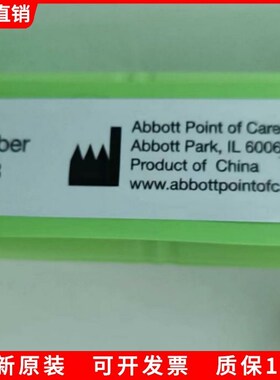 直销
ber
Abbott Point of Care
Abbott Park, IL 6006
Product of China
www.abbottpointofc
新原装 可开发票 质保1